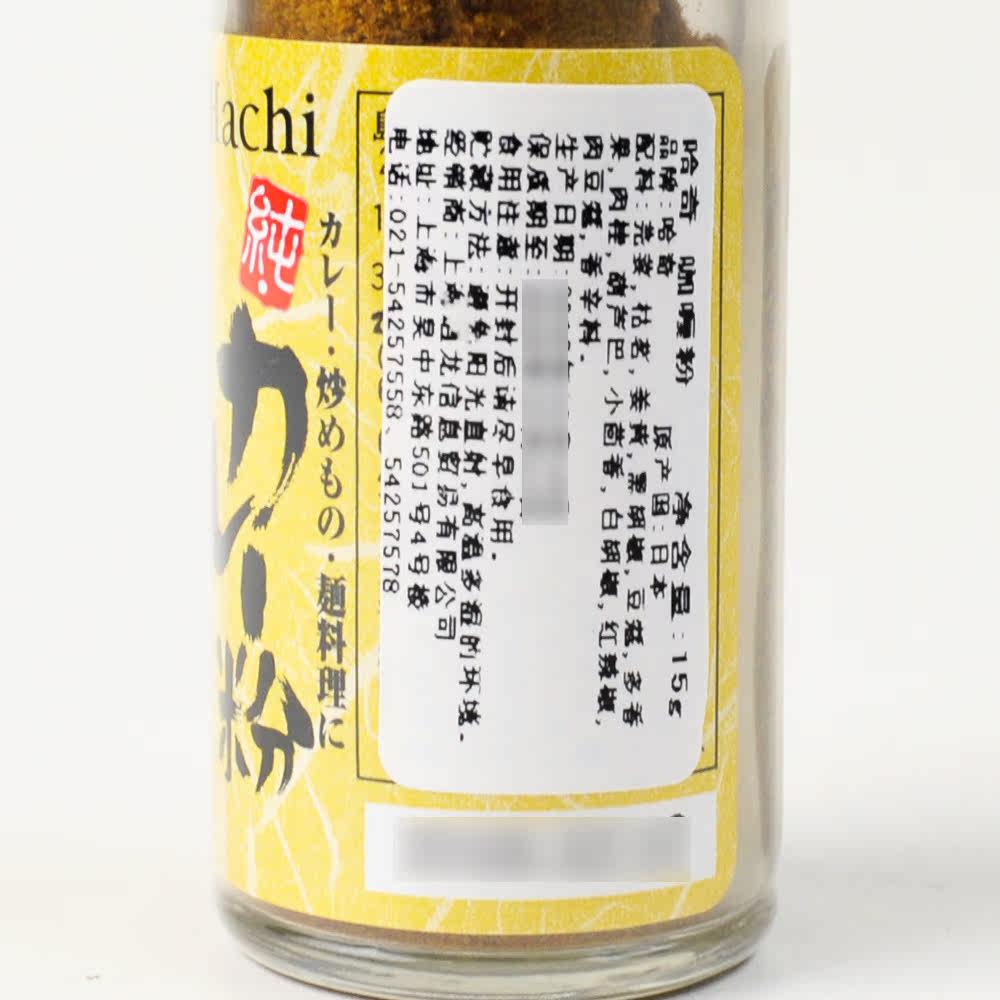 Hachi
純
カレー粉
カレー・炒めもの・麺料理に
哈奇 咖喱粉 净含量:15g
品牌:哈奇 原产国:日本
配料:芫荽,枯茗,姜黄,黑胡椒,豆蔻,多香
果,肉桂,葫芦巴,小茴香,白胡椒,红辣椒,
肉豆蔻,香辛料.
生产日期:
保质期至:
食用注意:开封后请尽早食用.
贮藏方法:避免阳光直射,高温多湿的环境.
经销商:上海 龙信息贸易有限公司
地址:上海市吴中东路501号4号楼
电话:021-54257558、54257578